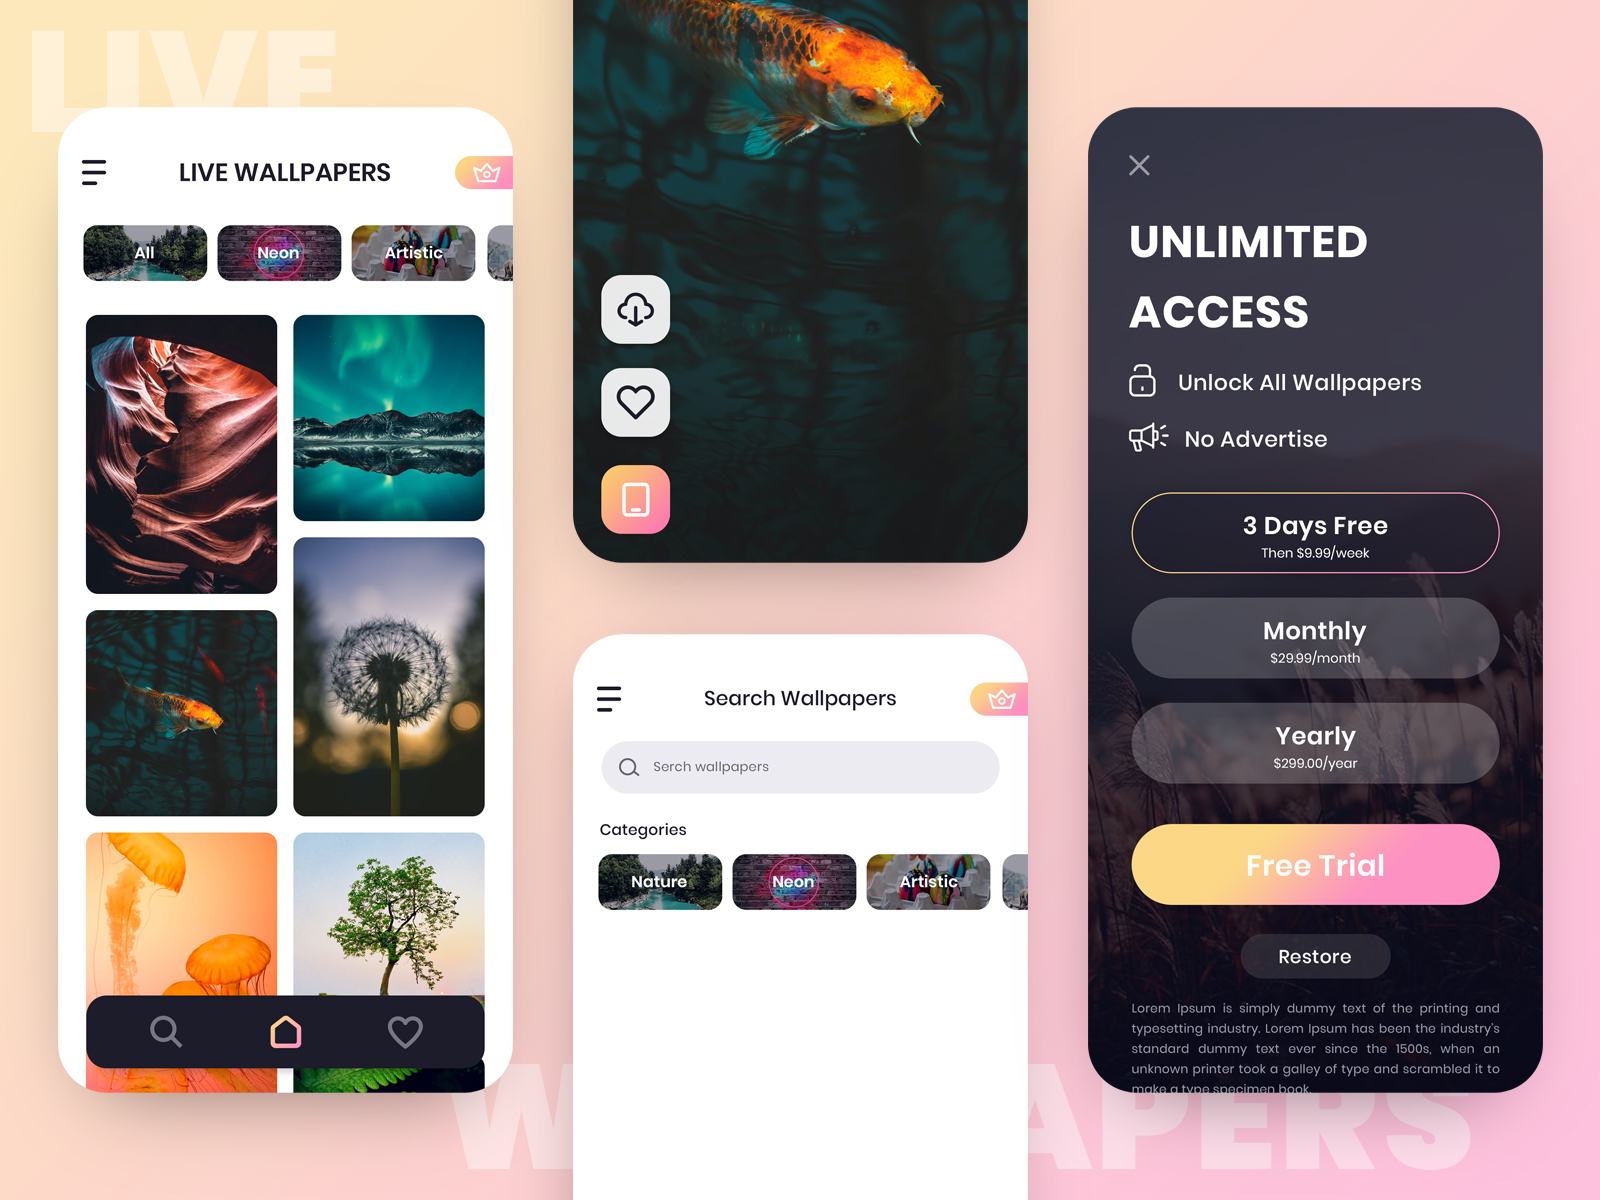 LIVE
LIVE WALLPAPERS
All
Neon
Artistic
Search Wallpapers
Serch wallpapers
Categories
Nature
Neon
Artistic
UNLIMITED
ACCESS
Unlock All Wallpapers
No Advertise
3 Days Free
Then $9.99/week
Monthly
$29.99/month
Yearly
$299.00/year
Free Trial
Restore
Lorem Ipsum is simply dummy text of the printing and
typesetting industry. Lorem Ipsum has been the industry's
standard dummy text ever since the 1500s, when an
unknown printer took a galley of type and scrambled it to
make a type specimen book.
W APERS